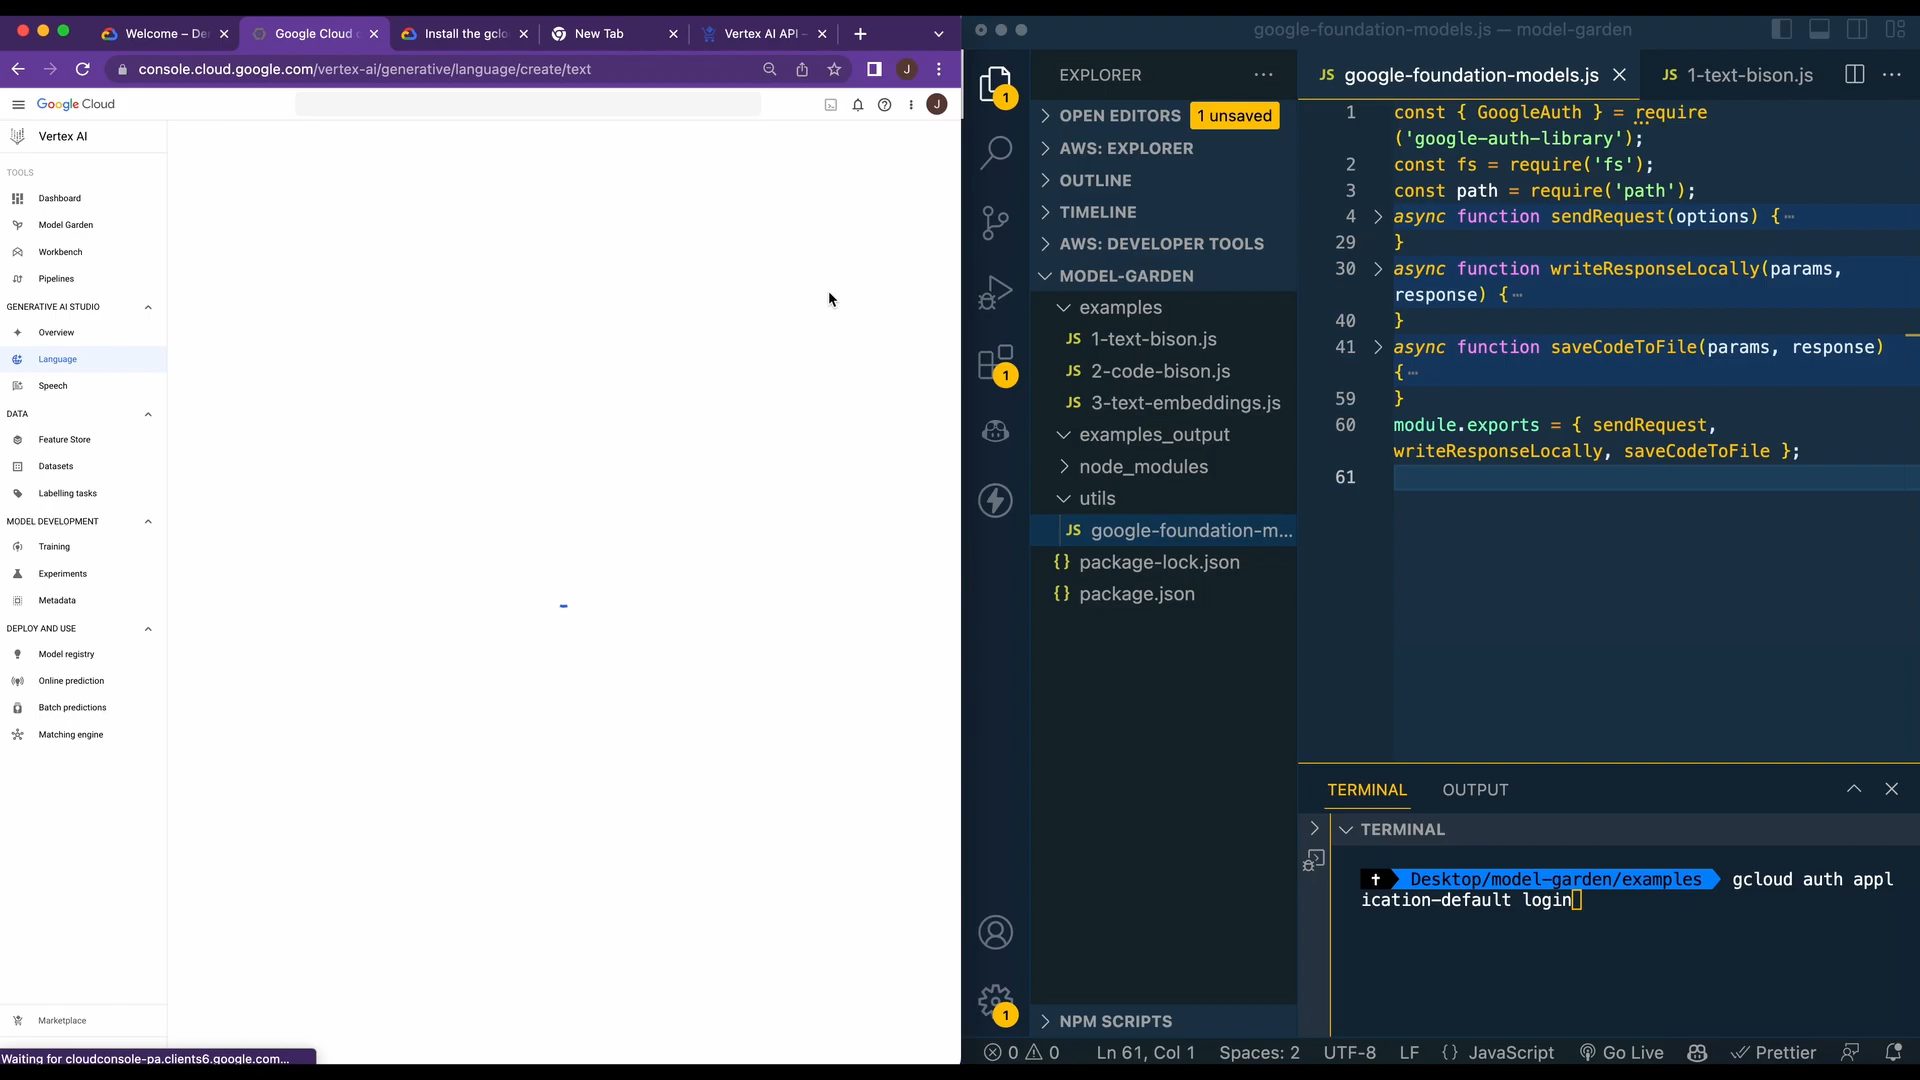 Welcome – De
Google Cloud c
Install the gclo
New Tab
Vertex AI API –
console.cloud.google.com/vertex-ai/generative/language/create/text
J
Google Cloud
J
Vertex AI
TOOLS
Dashboard
Model Garden
Workbench
Pipelines
GENERATIVE AI STUDIO
Overview
Language
Speech
DATA
Feature Store
Datasets
Labelling tasks
MODEL DEVELOPMENT
Training
Experiments
Metadata
DEPLOY AND USE
Model registry
Online prediction
Batch predictions
Matching engine
Marketplace
Waiting for cloudconsole-pa.clients6.google.com...
google-foundation-models.js — model-garden
1
1
1
EXPLORER
OPEN EDITORS 1 unsaved
AWS: EXPLORER
OUTLINE
TIMELINE
AWS: DEVELOPER TOOLS
MODEL-GARDEN
examples
JS 1-text-bison.js
JS 2-code-bison.js
JS 3-text-embeddings.js
examples_output
node_modules
utils
JS google-foundation-m...
{} package-lock.json
{} package.json
NPM SCRIPTS
JS google-foundation-models.js
JS 1-text-bison.js
1 const { GoogleAuth } = require
('google-auth-library');
2 const fs = require('fs');
3 const path = require('path');
4 async function sendRequest(options) {⋯
29 }
30 async function writeResponseLocally(params,
response) {⋯
40 }
41 async function saveCodeToFile(params, response)
{⋯
59 }
60 module.exports = { sendRequest,
writeResponseLocally, saveCodeToFile };
61
TERMINAL OUTPUT
TERMINAL
Desktop/model-garden/examples gcloud auth appl
ication-default login
0 0 Ln 61, Col 1 Spaces: 2 UTF-8 LF {} JavaScript Go Live Prettier